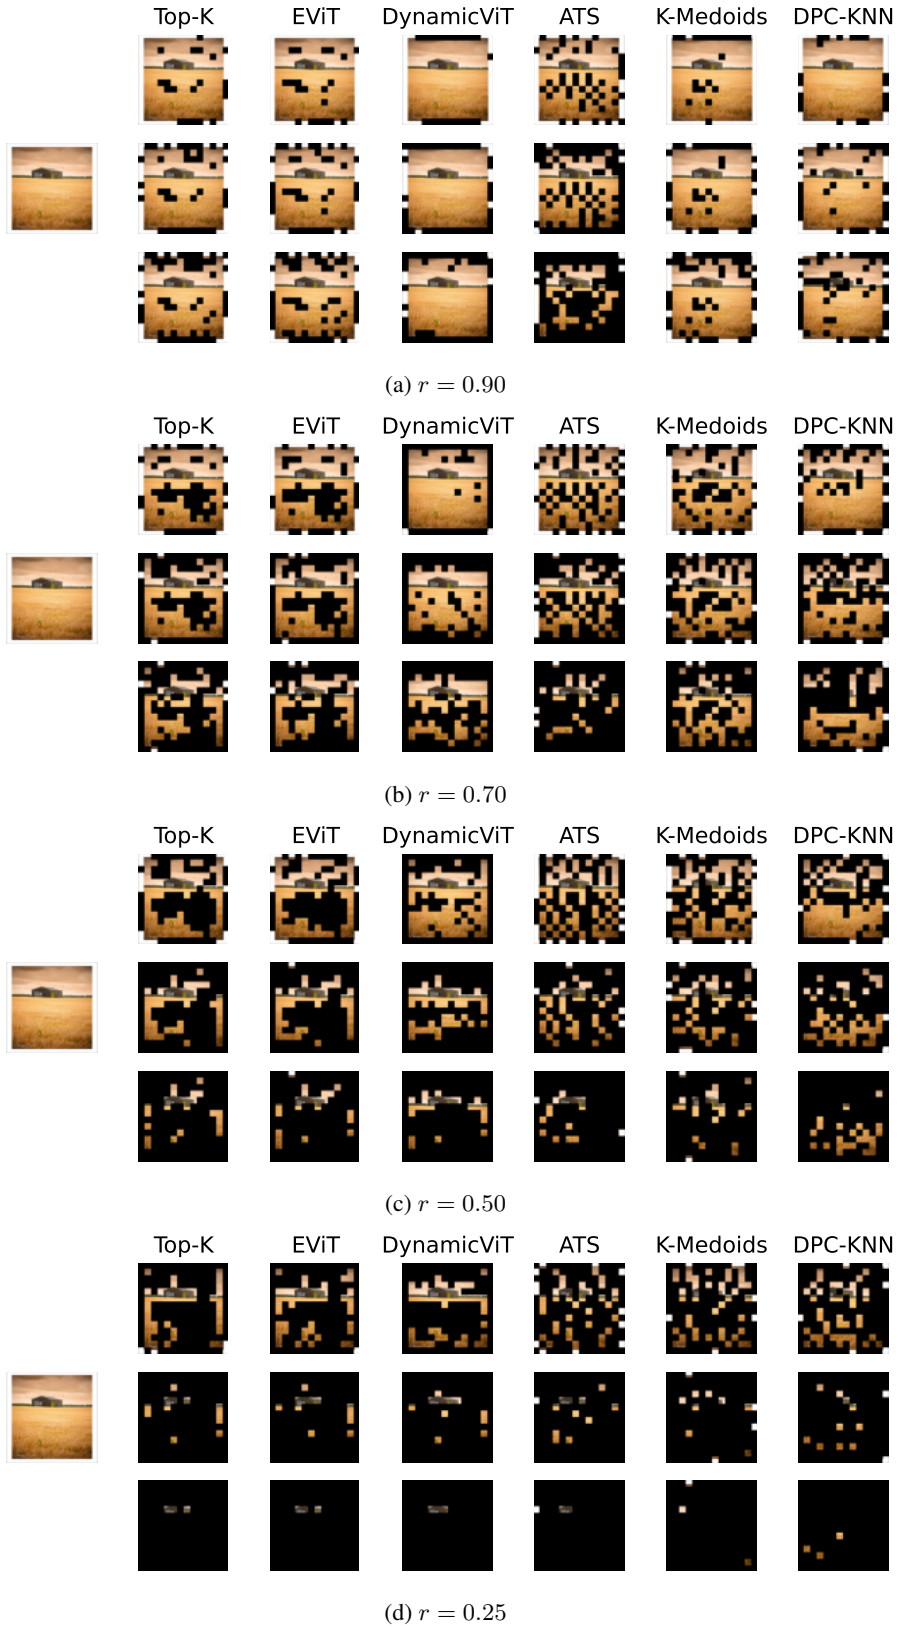 Top-K EViT DynamicViT ATS K-Medoids DPC-KNN
(a) r = 0.90
Top-K EViT DynamicViT ATS K-Medoids DPC-KNN
(b) r = 0.70
Top-K EViT DynamicViT ATS K-Medoids DPC-KNN
(c) r = 0.50
Top-K EViT DynamicViT ATS K-Medoids DPC-KNN
(d) r = 0.25